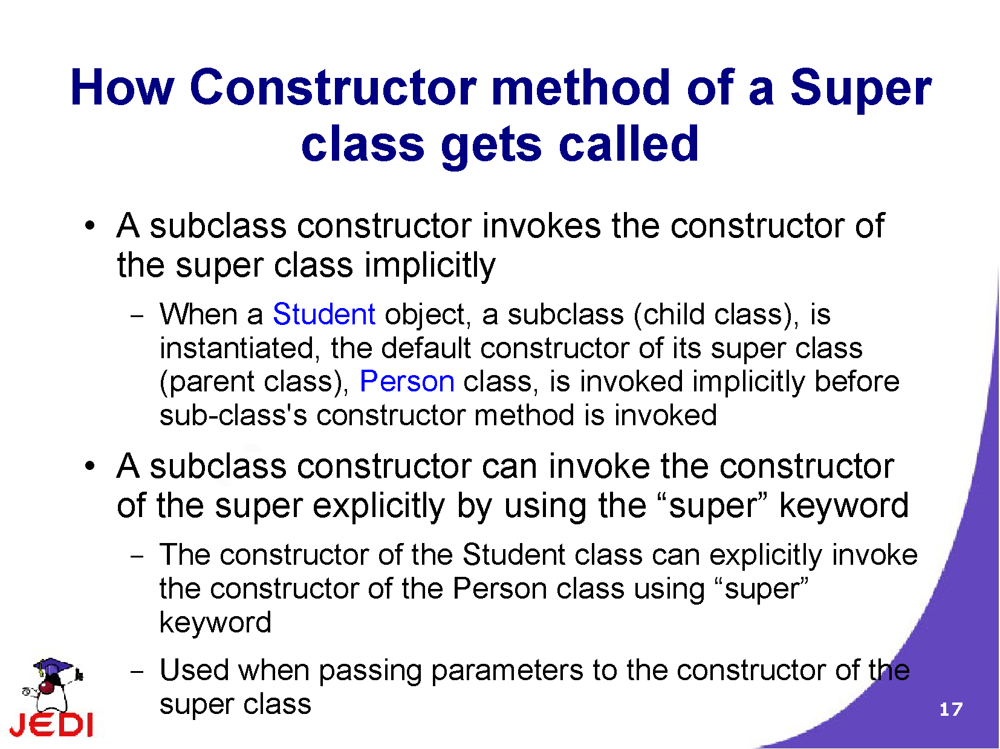 How Constructor method of a Super
class gets called
• A subclass constructor invokes the constructor of
the super class implicitly
– When a Student object, a subclass (child class), is
instantiated, the default constructor of its super class
(parent class), Person class, is invoked implicitly before
sub-class's constructor method is invoked
• A subclass constructor can invoke the constructor
of the super explicitly by using the “super” keyword
– The constructor of the Student class can explicitly invoke
the constructor of the Person class using “super”
keyword
– Used when passing parameters to the constructor of the
super class
JEDI
17